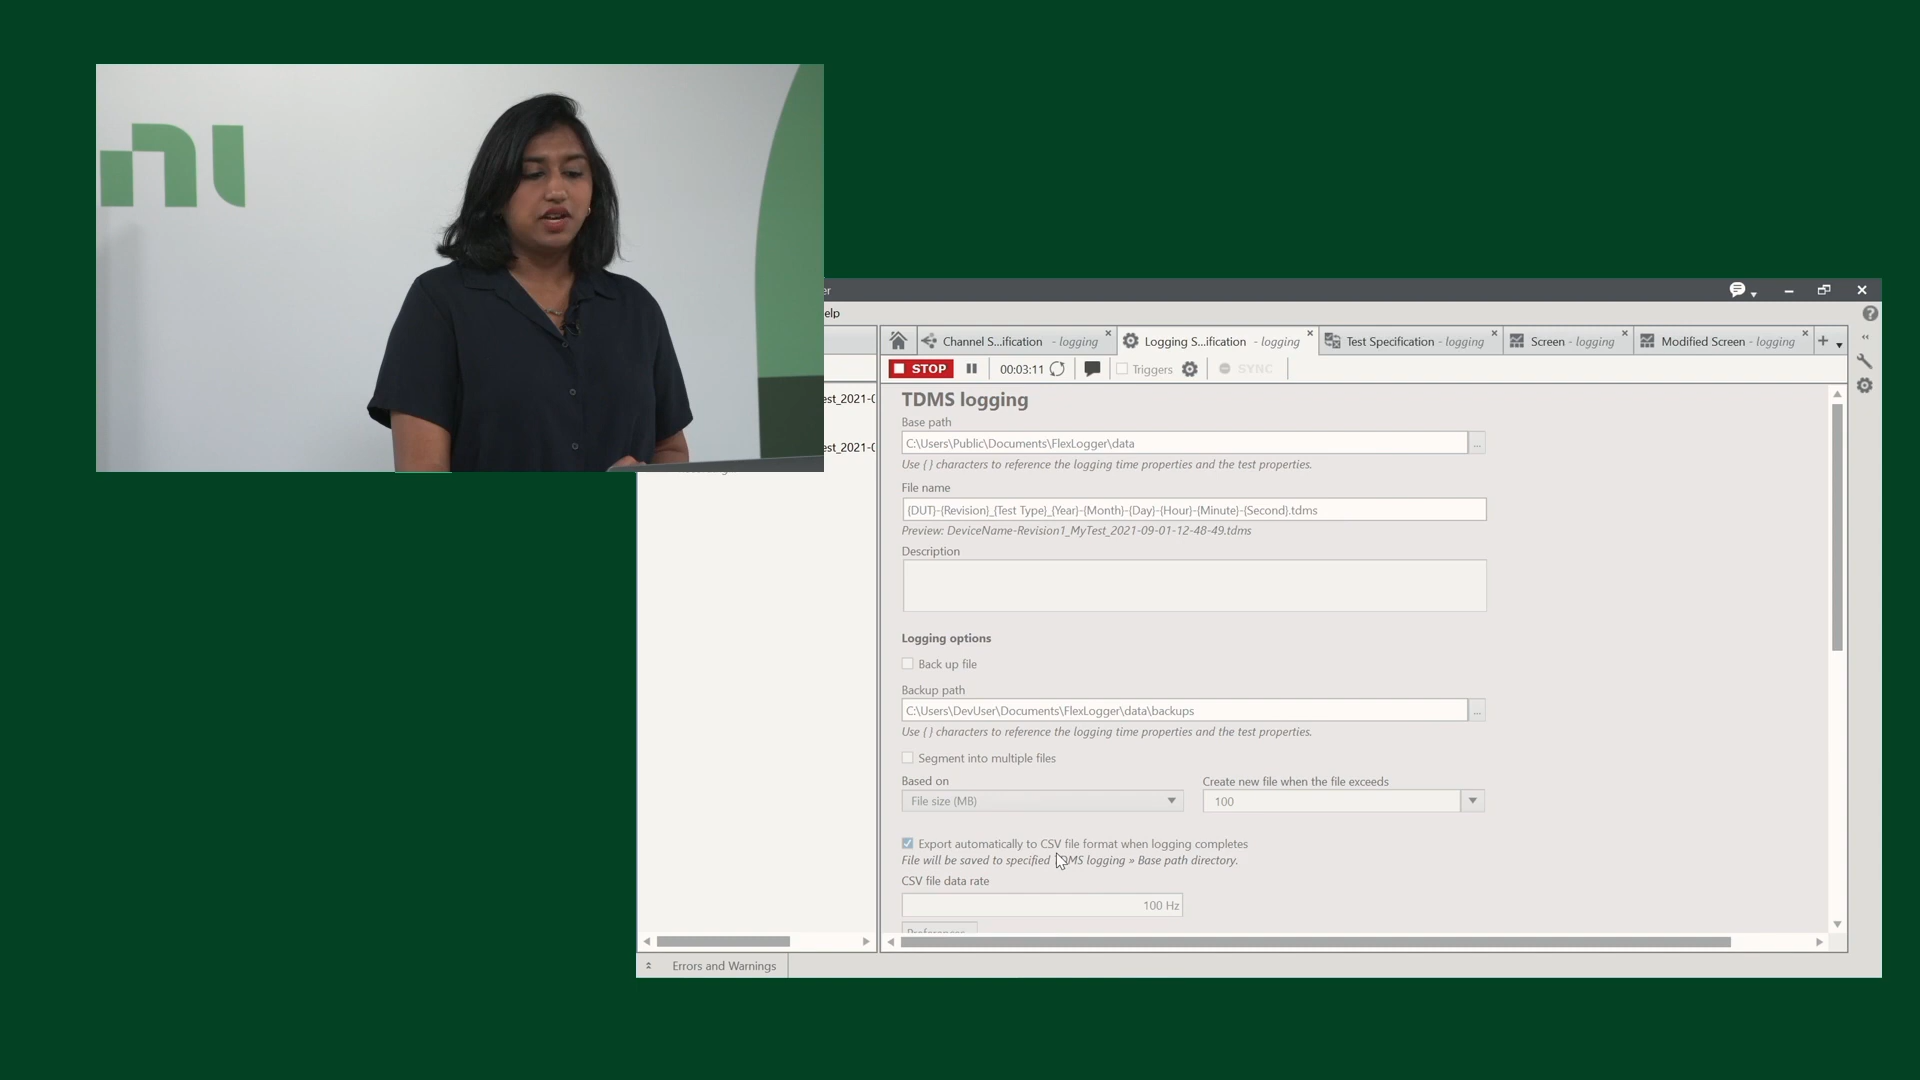 ni
er
elp
Channel S...ification - logging
Logging S...ification - logging
Test Specification - logging
Screen - logging
Modified Screen - logging
STOP 00:03:11 Triggers SYNC
TDMS logging
Base path
C:\Users\Public\Documents\FlexLogger\data
...
Use { } characters to reference the logging time properties and the test properties.
File name
{DUT}-{Revision}_{Test Type}_{Year}-{Month}-{Day}-{Hour}-{Minute}-{Second}.tdms
Preview: DeviceName-Revision1_MyTest_2021-09-01-12-48-49.tdms
Description
Logging options
Back up file
Backup path
C:\Users\DevUser\Documents\FlexLogger\data\backups
...
Use { } characters to reference the logging time properties and the test properties.
Segment into multiple files
Based on
File size (MB)
Create new file when the file exceeds
100
Export automatically to CSV file format when logging completes
File will be saved to specified TDMS logging » Base path directory.
CSV file data rate
100 Hz
est_2021-0
est_2021-0
Errors and Warnings